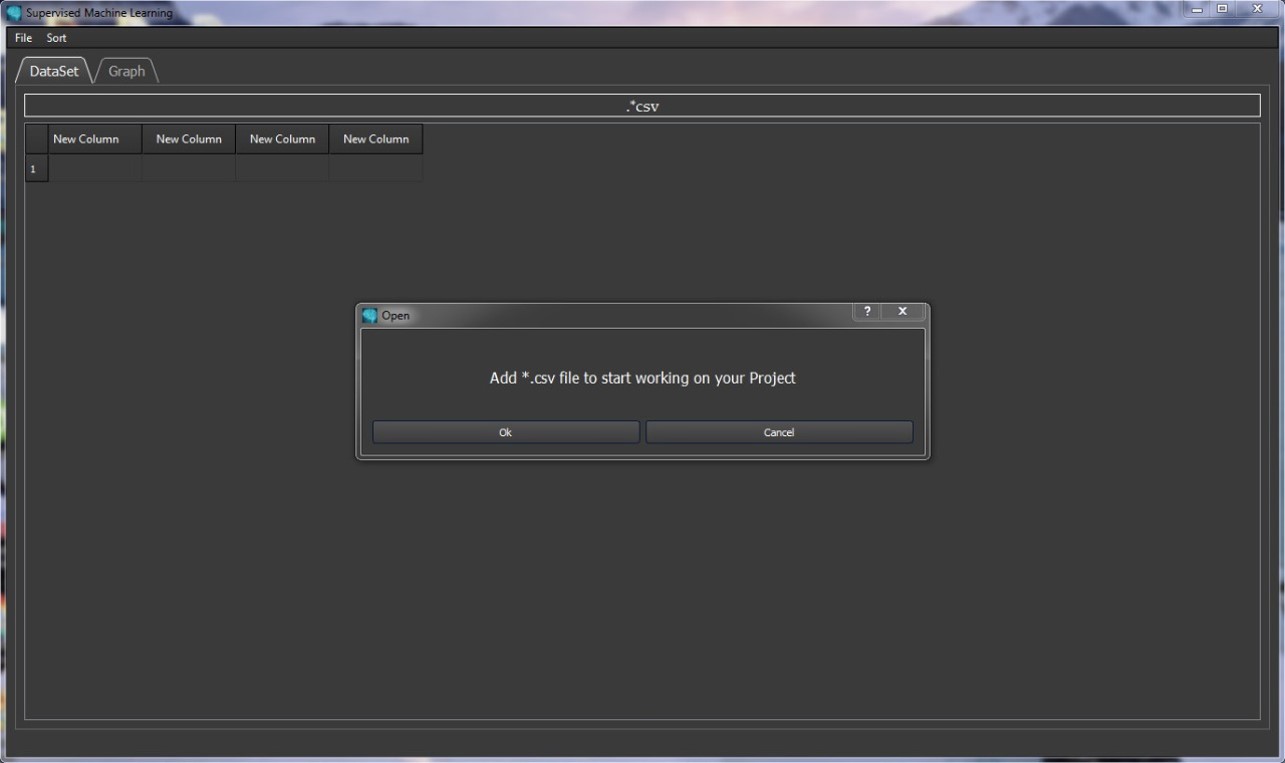 Supervised Machine Learning
File Sort
DataSet Graph
.*csv
New Column New Column New Column New Column
1
Open
?
Add *.csv file to start working on your Project
Ok Cancel